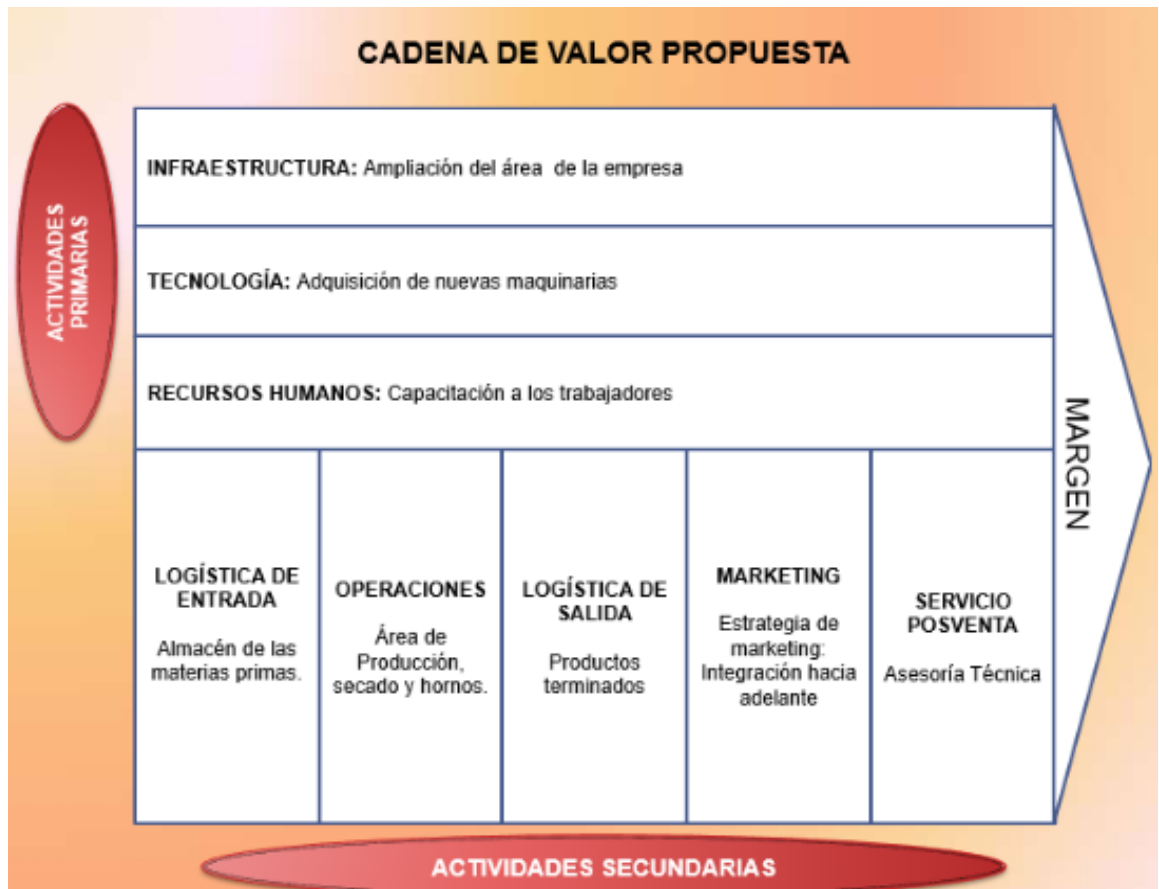 CADENA DE VALOR PROPUESTA
ACTIVIDADES
PRIMARIAS
INFRAESTRUCTURA: Ampliación del área de la empresa
TECNOLOGÍA: Adquisición de nuevas maquinarias
RECURSOS HUMANOS: Capacitación a los trabajadores
MARGEN
LOGÍSTICA DE
ENTRADA
Almacén de las
materias primas.
OPERACIONES
Área de
Producción,
secado y hornos.
LOGÍSTICA DE
SALIDA
Productos
terminados
MARKETING
Estrategia de
marketing:
Integración hacia
adelante
SERVICIO
POSVENTA
Asesoría Técnica
ACTIVIDADES SECUNDARIAS